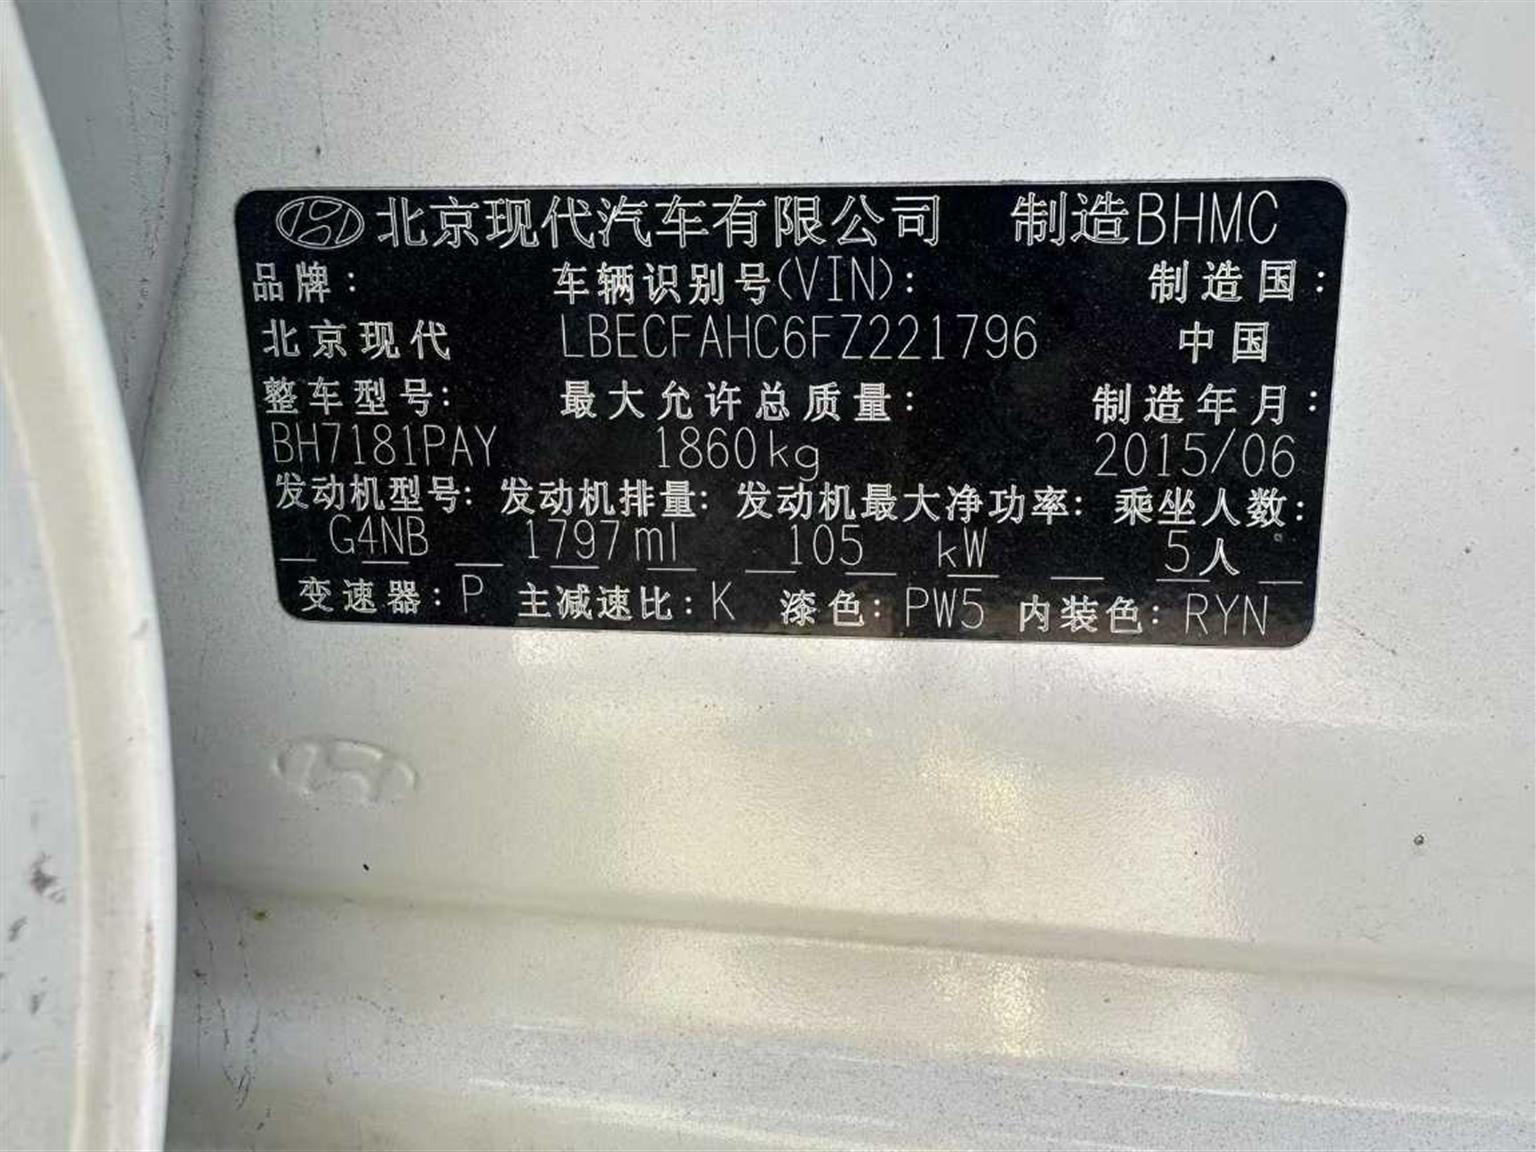 北京现代汽车有限公司 制造BHMC
品牌： 车辆识别号(VIN)： 制造国：
北京现代 LBECFAHC6FZ221796 中国
整车型号： 最大允许总质量： 制造年月：
BH7181PAY 1860kg 2015/06
发动机型号： 发动机排量： 发动机最大净功率： 乘坐人数：
G4NB 1797ml 105 kW 5人
变速器：P 主减速比：K 漆色：PW5 内装色：RYN